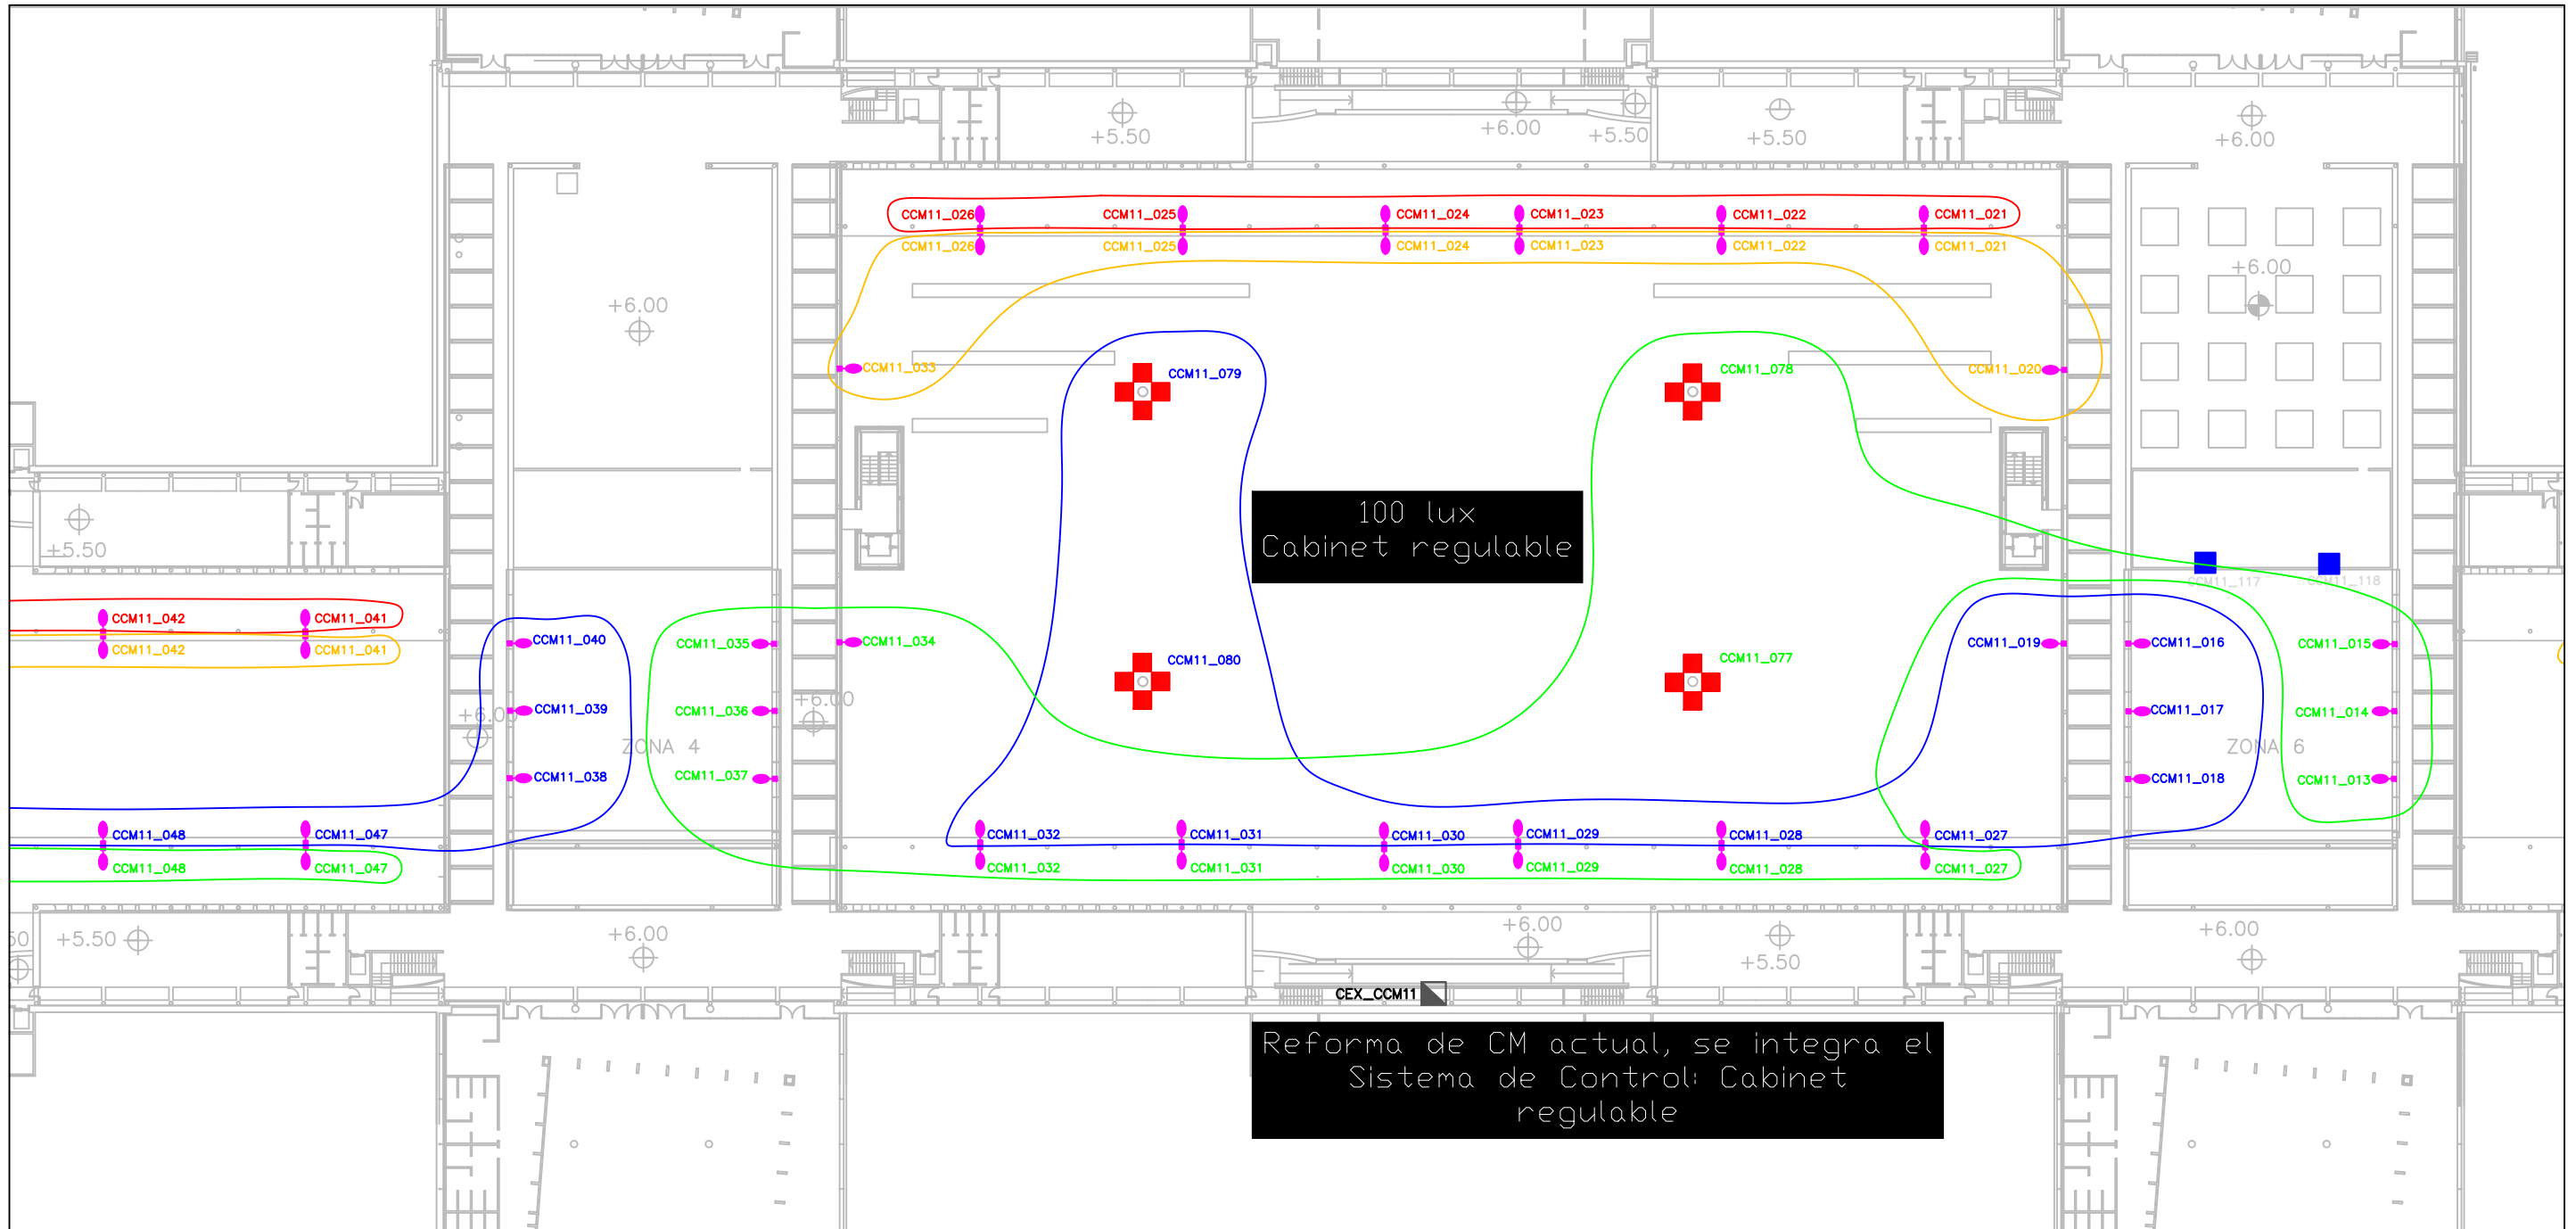 +5.50
+6.00
+5.50
+5.50
+6.00
CCM11_026
CCM11_025
CCM11_024
CCM11_023
CCM11_022
CCM11_021
CCM11_026
CCM11_025
CCM11_024
CCM11_023
CCM11_022
CCM11_021
+6.00
+6.00
CCM11_033
CCM11_079
CCM11_078
CCM11_020
100 lux
Cabinet regulable
+5.50
CCM11_117
CCM11_118
CCM11_042
CCM11_041
CCM11_042
CCM11_041
CCM11_040
CCM11_035
CCM11_034
CCM11_080
CCM11_077
CCM11_019
CCM11_016
CCM11_015
+6.00
CCM11_039
CCM11_036
+6.00
CCM11_017
CCM11_014
ZONA 4
ZONA 6
CCM11_038
CCM11_037
CCM11_018
CCM11_013
CCM11_048
CCM11_047
CCM11_032
CCM11_031
CCM11_030
CCM11_029
CCM11_028
CCM11_027
CCM11_048
CCM11_047
CCM11_032
CCM11_031
CCM11_030
CCM11_029
CCM11_028
CCM11_027
50
+5.50
+6.00
+6.00
+5.50
+6.00
CEX_CCM11
Reforma de CM actual, se integra el
Sistema de Control: Cabinet
regulable